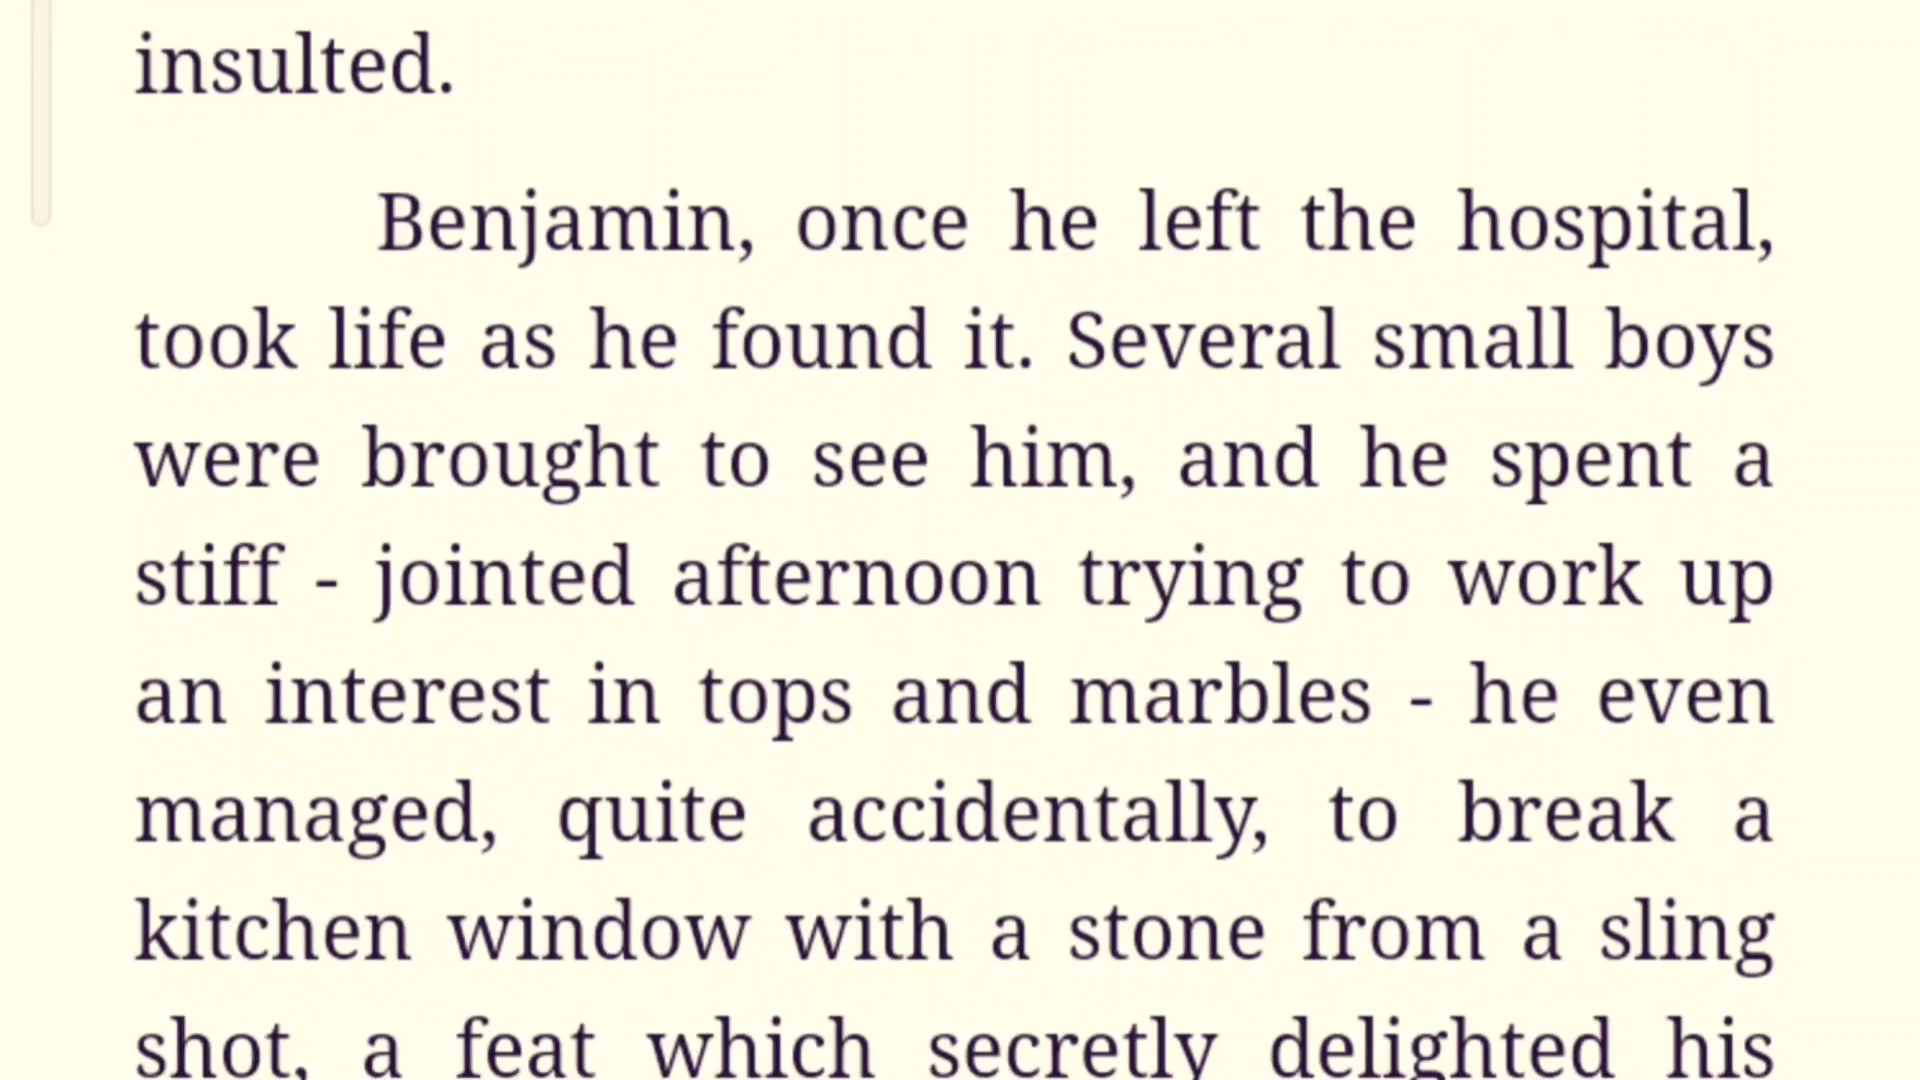 insulted.
Benjamin, once he left the hospital,
took life as he found it. Several small boys
were brought to see him, and he spent a
stiff - jointed afternoon trying to work up
an interest in tops and marbles - he even
managed, quite accidentally, to break a
kitchen window with a stone from a sling
shot, a feat which secretly delighted his